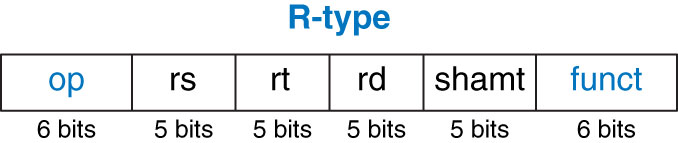 R-type
op rs rt rd shamt funct
6 bits 5 bits 5 bits 5 bits 5 bits 6 bits